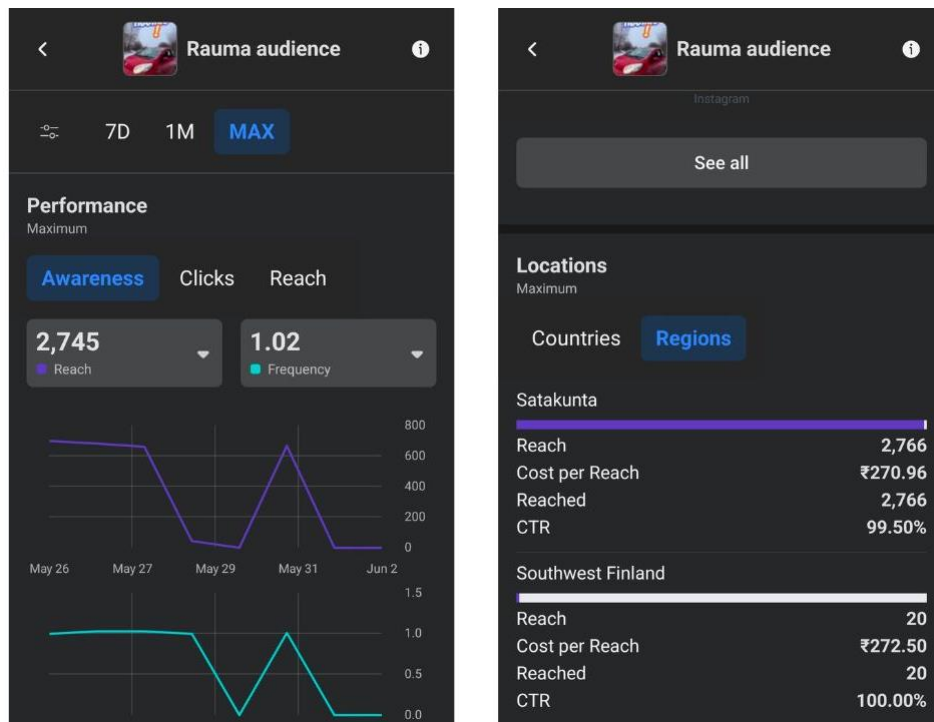 Rauma audience
7D 1M MAX
Performance
Maximum
Awareness Clicks Reach
2,745 1.02
Reach Frequency
800
600
400
200
0
May 26 May 27 May 29 May 31 Jun 2
1.5
1.0
0.5
0.0
Rauma audience
Instagram
See all
Locations
Maximum
Countries Regions
Satakunta
Reach 2,766
Cost per Reach ₹270.96
Reached 2,766
CTR 99.50%
Southwest Finland
Reach 20
Cost per Reach ₹272.50
Reached 20
CTR 100.00%